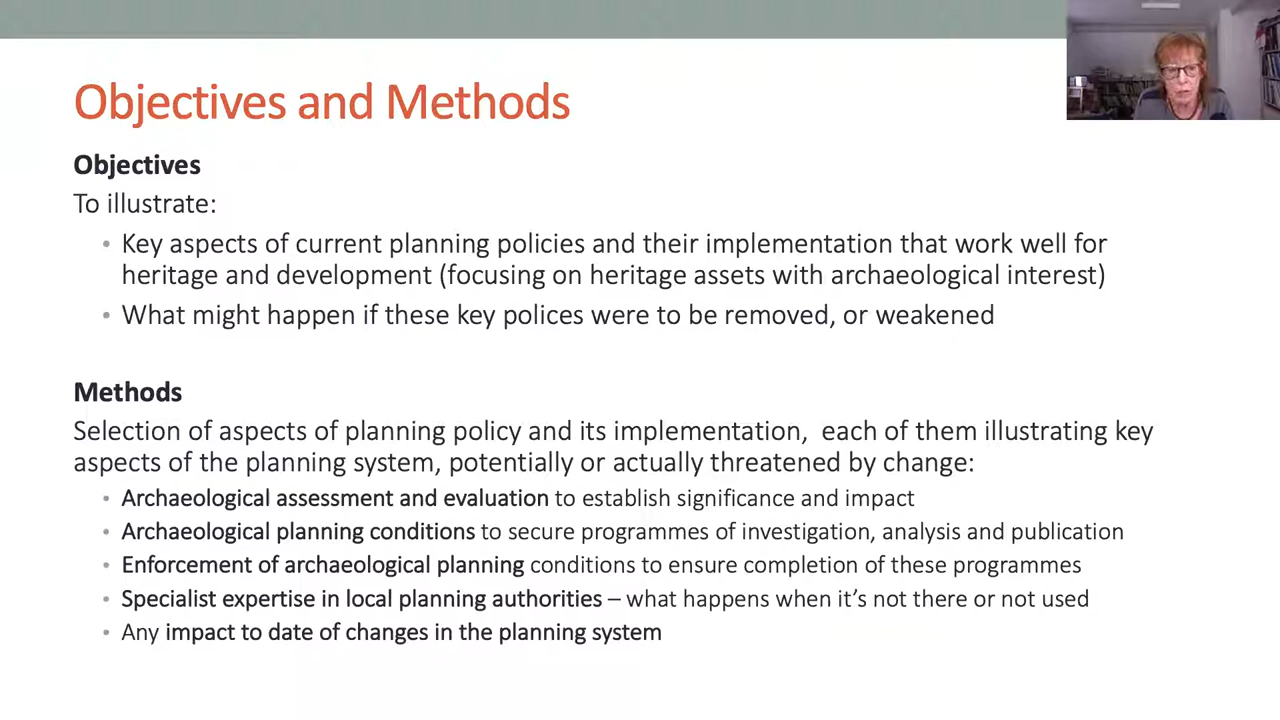 Objectives and Methods
Objectives
To illustrate:
• Key aspects of current planning policies and their implementation that work well for
heritage and development (focusing on heritage assets with archaeological interest)
• What might happen if these key polices were to be removed, or weakened
Methods
Selection of aspects of planning policy and its implementation,  each of them illustrating key
aspects of the planning system, potentially or actually threatened by change:
• Archaeological assessment and evaluation to establish significance and impact
• Archaeological planning conditions to secure programmes of investigation, analysis and publication
• Enforcement of archaeological planning conditions to ensure completion of these programmes
• Specialist expertise in local planning authorities – what happens when it’s not there or not used
• Any impact to date of changes in the planning system